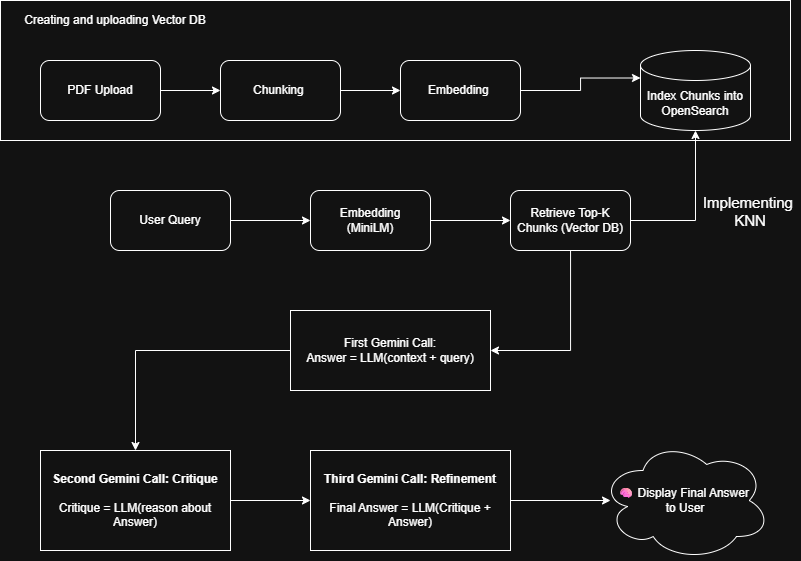 Creating and uploading Vector DB
PDF Upload
Chunking
Embedding
Index Chunks into
OpenSearch
User Query
Embedding
(MiniLM)
Retrieve Top-K
Chunks (Vector DB)
Implementing
KNN
First Gemini Call:
Answer = LLM(context + query)
Second Gemini Call: Critique
Critique = LLM(reason about
Answer)
Third Gemini Call: Refinement
Final Answer = LLM(Critique +
Answer)
🧠 Display Final Answer
to User